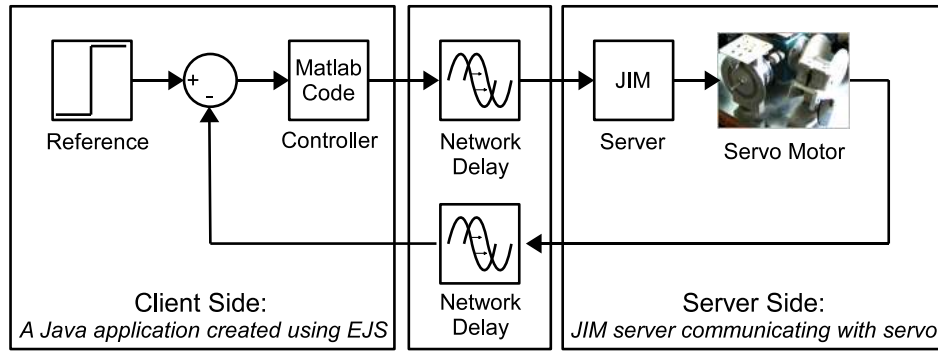 +
-
Matlab
Code
JIM
Reference
Controller
Network
Delay
Server
Servo Motor
Network
Delay
Client Side:
A Java application created using EJS
Server Side:
JIM server communicating with servo